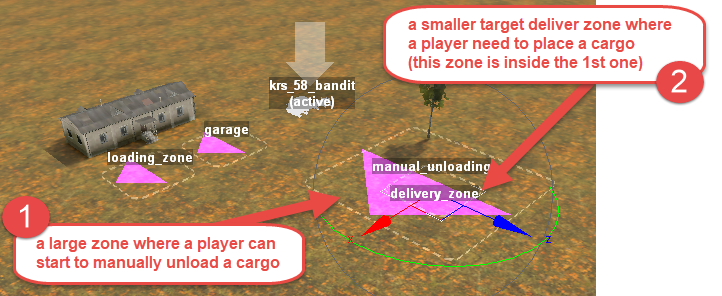 a smaller target deliver zone where
a player need to place a cargo
(this zone is inside the 1st one)
2
krs_58_bandit
(active)
garage
loading_zone
manual_unloading
delivery_zone
x
z
1
a large zone where a player can
start to manually unload a cargo